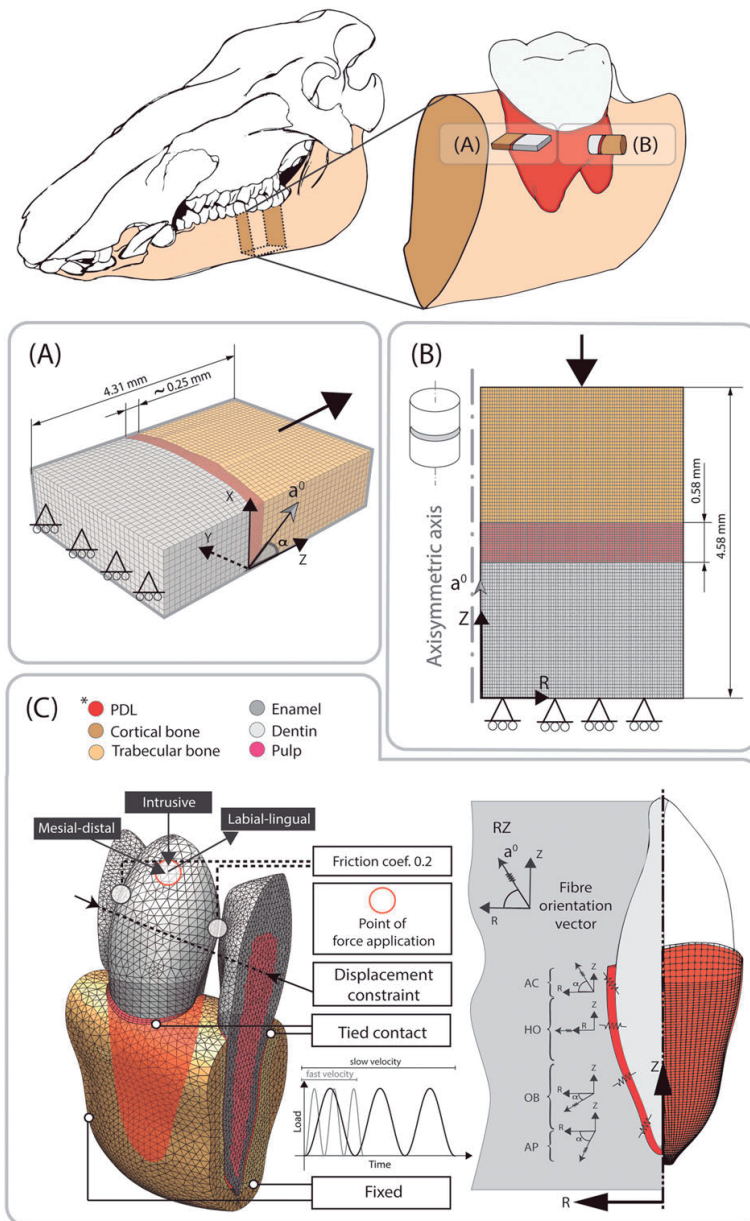 (A)
(B)
(A)
4.31 mm
~ 0.25 mm
X
a⁰
Y
α
Z
(B)
Axisymmetric axis
a⁰
Z
R
0.58 mm
4.58 mm
(C)
* PDL
Cortical bone
Trabecular bone
Enamel
Dentin
Pulp
Intrusive
Mesial-distal
Labial-lingual
Friction coef. 0.2
Point of
force application
Displacement
constraint
Tied contact
slow velocity
fast velocity
Load
Time
Fixed
RZ
a⁰
Z
R
Fibre
orientation
vector
AC
R
α
Z
HO
R
Z
OB
R
α
Z
AP
R
α
Z
Z
R